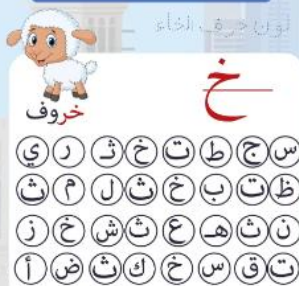 لون حرف الخاء
خ
خروف
س ج ط ت خ ث ر ي
ظ ت ب خ ث ل م ث
ن ث هـ ع ث ش خ ز
ت ق س خ ك ث ض أ